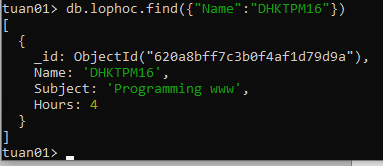 tuan01> db.lophoc.find({"Name":"DHKTPM16"})
[
  {
    _id: ObjectId("620a8bff7c3b0f4af1d79d9a"),
    Name: 'DHKTPM16',
    Subject: 'Programming www',
    Hours: 4
  }
]
tuan01>